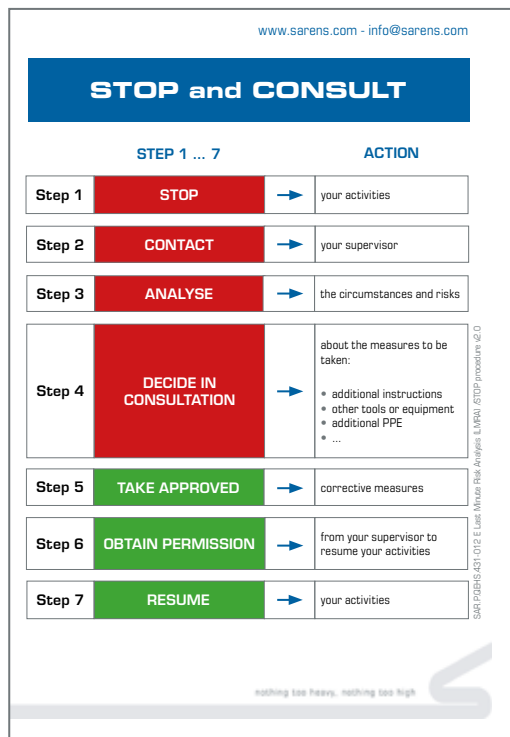 www.sarens.com - info@sarens.com
STOP and CONSULT
STEP 1 ... 7
ACTION
Step 1
STOP
your activities
Step 2
CONTACT
your supervisor
Step 3
ANALYSE
the circumstances and risks
Step 4
DECIDE IN
CONSULTATION
about the measures to be
taken:
• additional instructions
• other tools or equipment
• additional PPE
• ...
Step 5
TAKE APPROVED
corrective measures
Step 6
OBTAIN PERMISSION
from your supervisor to
resume your activities
Step 7
RESUME
your activities
SAR.PQEHS.431-012 E Last Minute Risk Analysis (LMRA) /STOP procedure v2.0
nothing too heavy, nothing too high